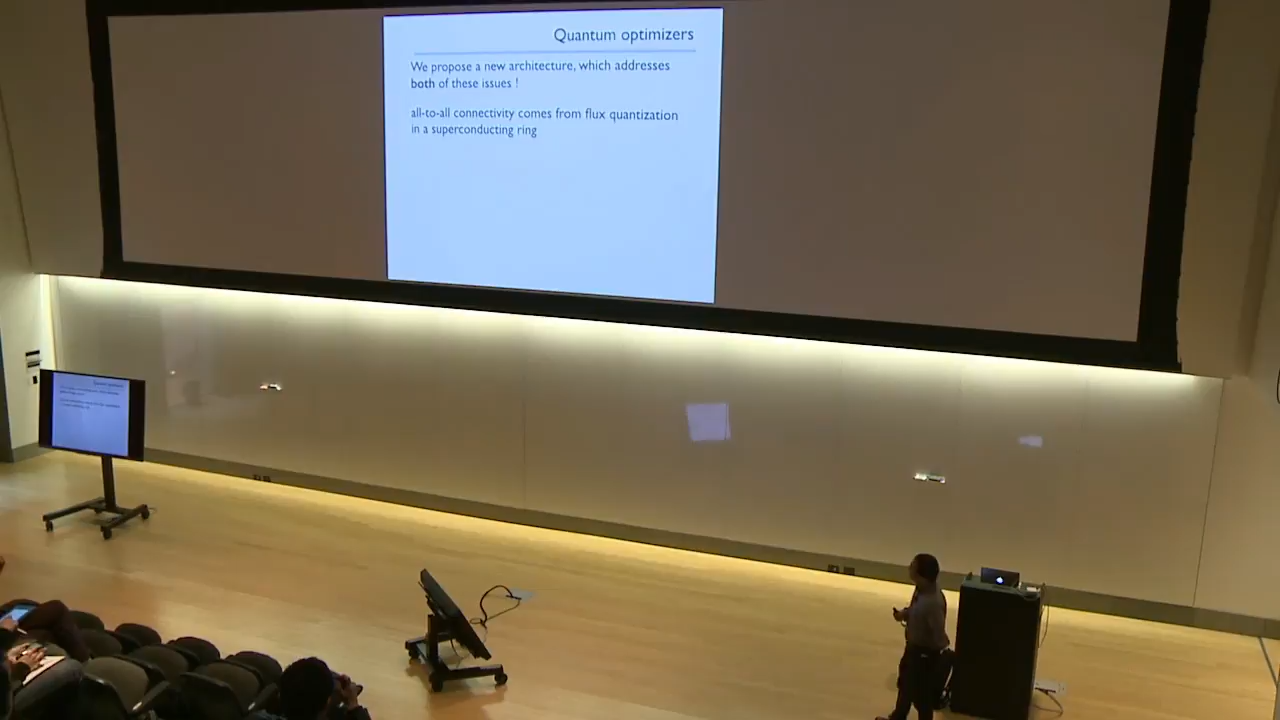 Quantum optimizers
We propose a new architecture, which addresses
both of these issues !
all-to-all connectivity comes from flux quantization
in a superconducting ring